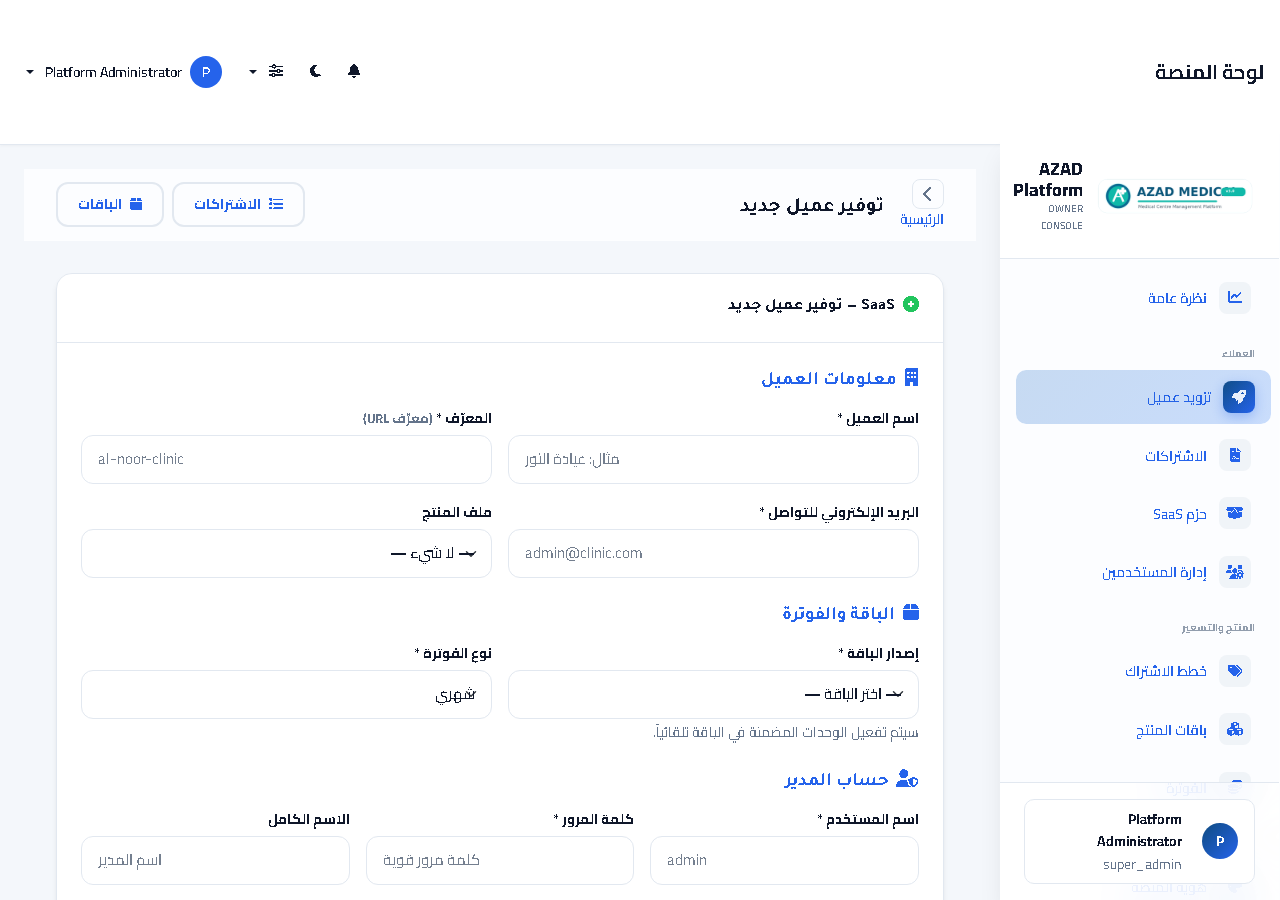 لوحة المنصة
P Platform Administrator
AZAD MEDIC
Medical Centre Management Platform
AZAD Platform
OWNER CONSOLE
نظرة عامة
العملاء
تزويد عميل
الاشتراكات
حزم SaaS
إدارة المستخدمين
المنتج والتسعير
خطط الاشتراك
باقات المنتج
الفوترة
P
Platform Administrator
super_admin
هوية المنصة
الرئيسية
توفير عميل جديد
الاشتراكات
الباقات
SaaS – توفير عميل جديد
معلومات العميل
اسم العميل *
المعرّف * (معرّف URL)
مثال: عيادة النور
al-noor-clinic
البريد الإلكتروني للتواصل *
ملف المنتج
admin@clinic.com
— لا شيء —
الباقة والفوترة
إصدار الباقة *
نوع الفوترة *
— اختر الباقة —
شهري
سيتم تفعيل الوحدات المضمنة في الباقة تلقائياً.
حساب المدير
اسم المستخدم *
كلمة المرور *
الاسم الكامل
admin
كلمة مرور قوية
اسم المدير